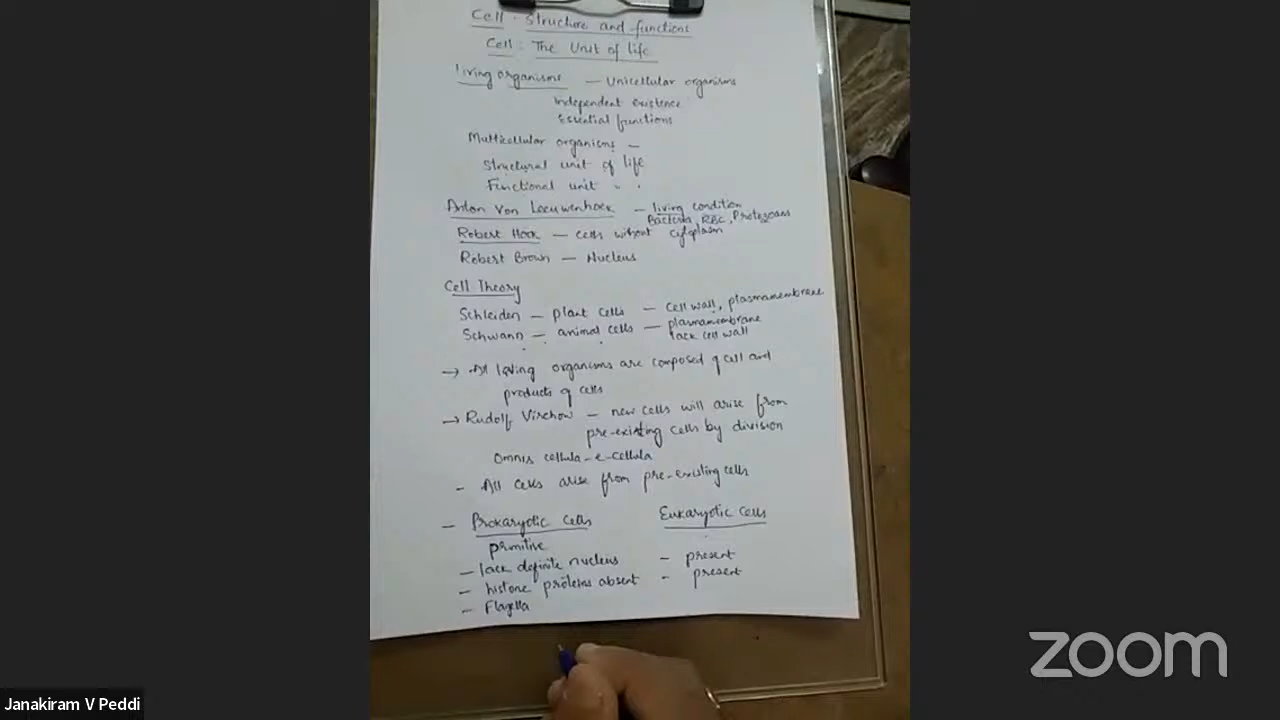 Cell - Structure and functions
Cell : The Unit of life
Living organisms — Unicellular organisms
Independent existence
Essential functions
Multicellular organisms —
Structural unit of life
Functional unit " "
Anton Von Leeuwenhoek — living condition
Bacteria, RBC, Protozoans
Robert Hook — cells without cytoplasm
Robert Brown — Nucleus
Cell Theory
Schleiden — plant cells — cell wall, plasmamembrane
Schwann — animal cells — plasmamembrane
lack cell wall
→ All living organisms are composed of cell and
products of cells
→ Rudolf Virchow — new cells will arise from
pre-existing cells by division
Omnis cellula-e-cellula
- All cells arise from pre-existing cells
- Prokaryotic cells Eukaryotic cells
primitive
- lack definite nucleus - present
- histone proteins absent - present
- Flagella
zoom
Janakiram V Peddi